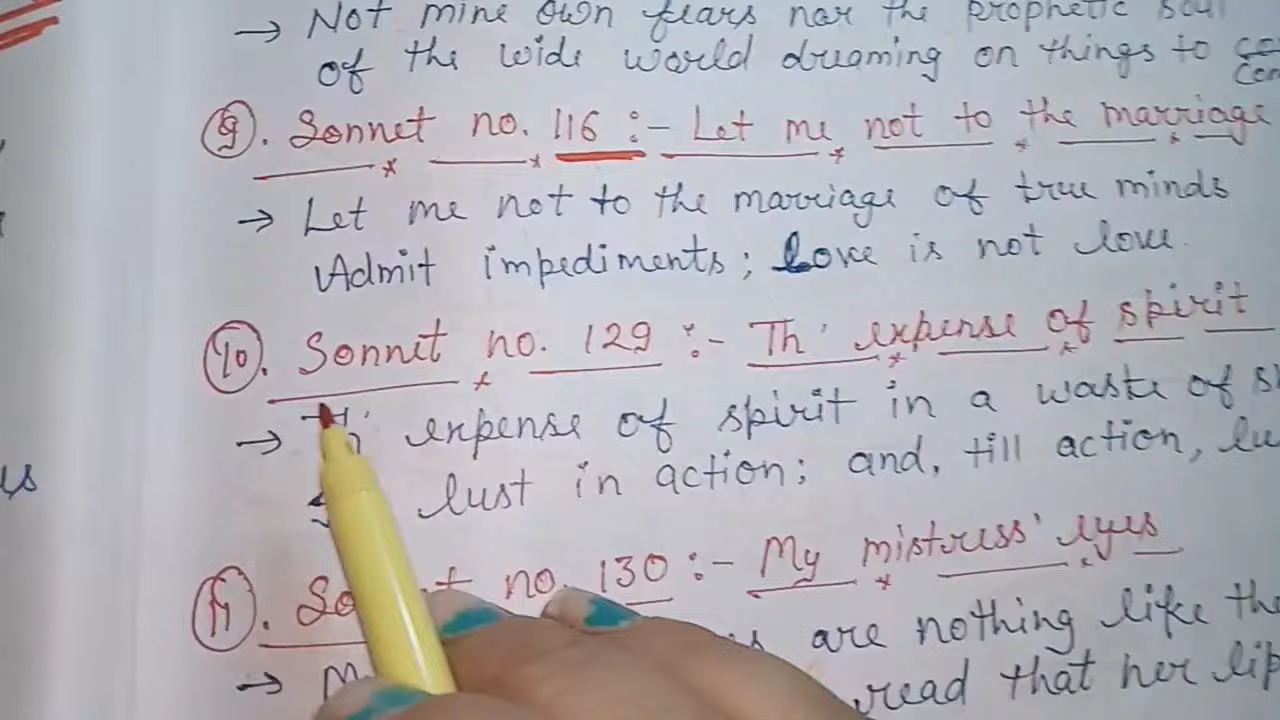 → Not mine own fears nor the prophetic soul
of the wide world dreaming on things to
9. Sonnet no. 116 :- Let me not to the marriage
→ Let me not to the marriage of true minds
Admit impediments; Love is not love.
10. Sonnet no. 129 :- Th' expense of spirit
→ Th' expense of spirit in a waste of
lust in action; and, till action,
11. no. 130 :- My mistress' eyes
→ are nothing like
read that her